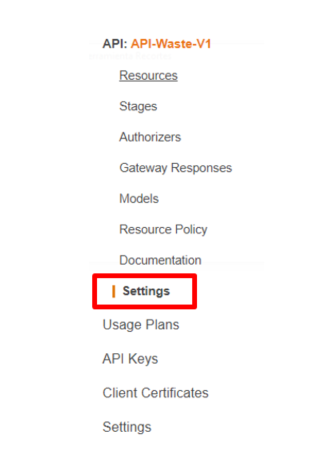 API: API-Waste-V1
Resources
Stages
Authorizers
Gateway Responses
Models
Resource Policy
Documentation
Settings
Usage Plans
API Keys
Client Certificates
Settings